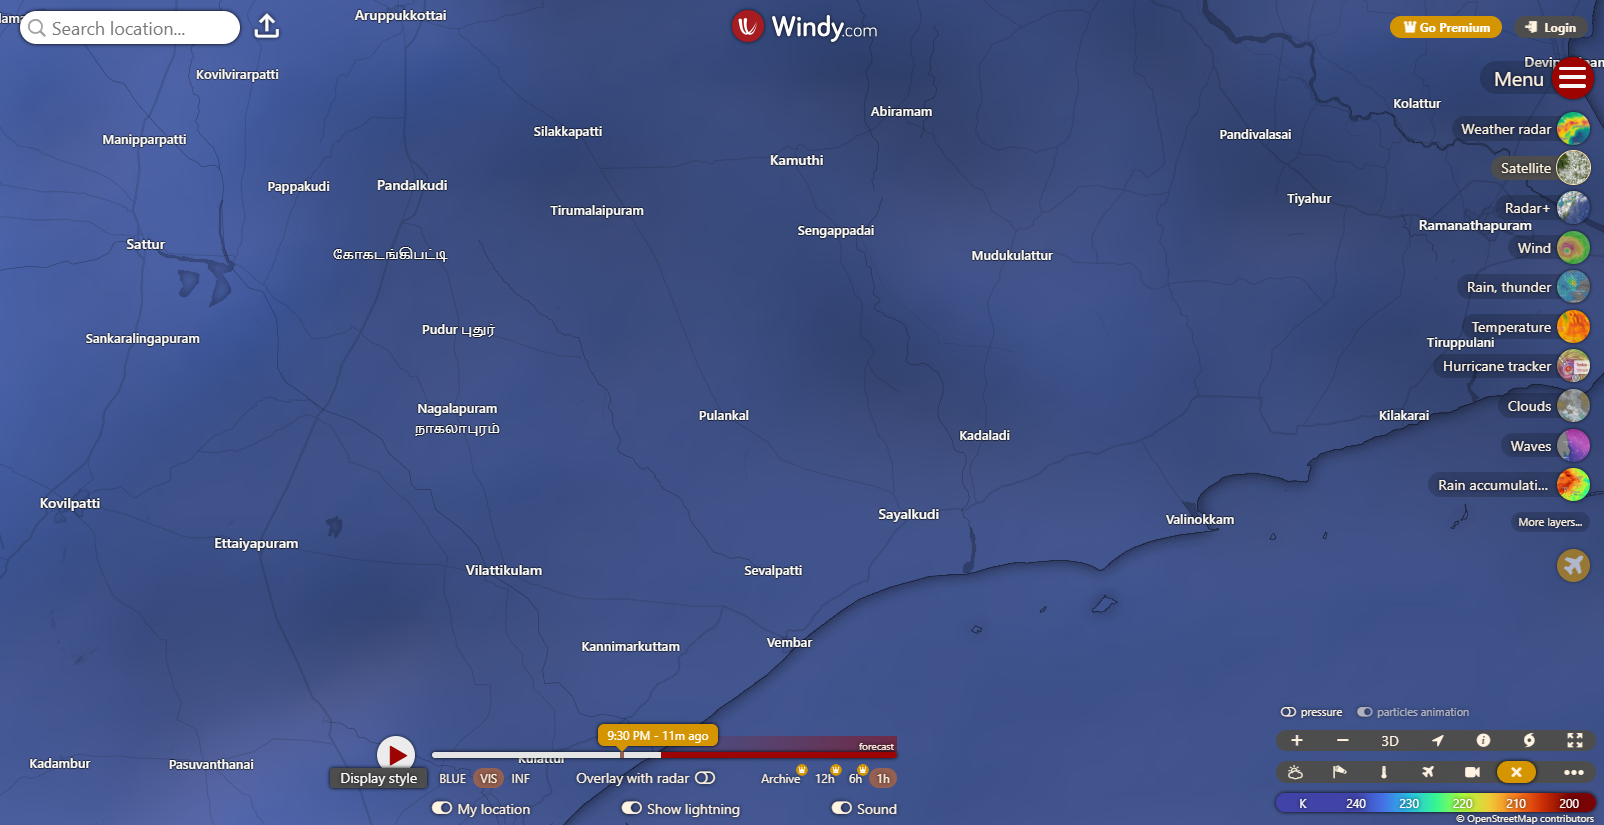 Aruppukkottai
Search location...
Windy.com
Go Premium
Login
Kovilvirarpatti
Menu
Kolattur
Abiramam
Weather radar
Silakkapatti
Pandivalasai
Manipparpatti
Kamuthi
Satellite
Pappakudi
Pandalkudi
Tiyahur
Radar+
Tirumalaipuram
Ramanathapuram
Sengappadai
Sattur
Wind
கோகடங்கிபட்டி
Mudukulattur
Rain, thunder
Pudur புதுர்
Temperature
Sankaralingapuram
Tiruppulani
Hurricane tracker
Clouds
Nagalapuram
நாகலாபுரம்
Pulankal
Kilakarai
Kadaladi
Waves
Rain accumulati...
Kovilpatti
Sayalkudi
Valinokkam
More layers...
Ettaiyapuram
Vilattikulam
Sevalpatti
Vembar
Kannimarkuttam
pressure
particles animation
9:30 PM - 11m ago
3D
forecast
Kulattur
Kadambur
Pasuvanthanai
Display style
BLUE VIS INF
Overlay with radar
Archive 12h 6h 1h
K 240 230 220 210 200
My location
Show lightning
Sound
© OpenStreetMap contributors